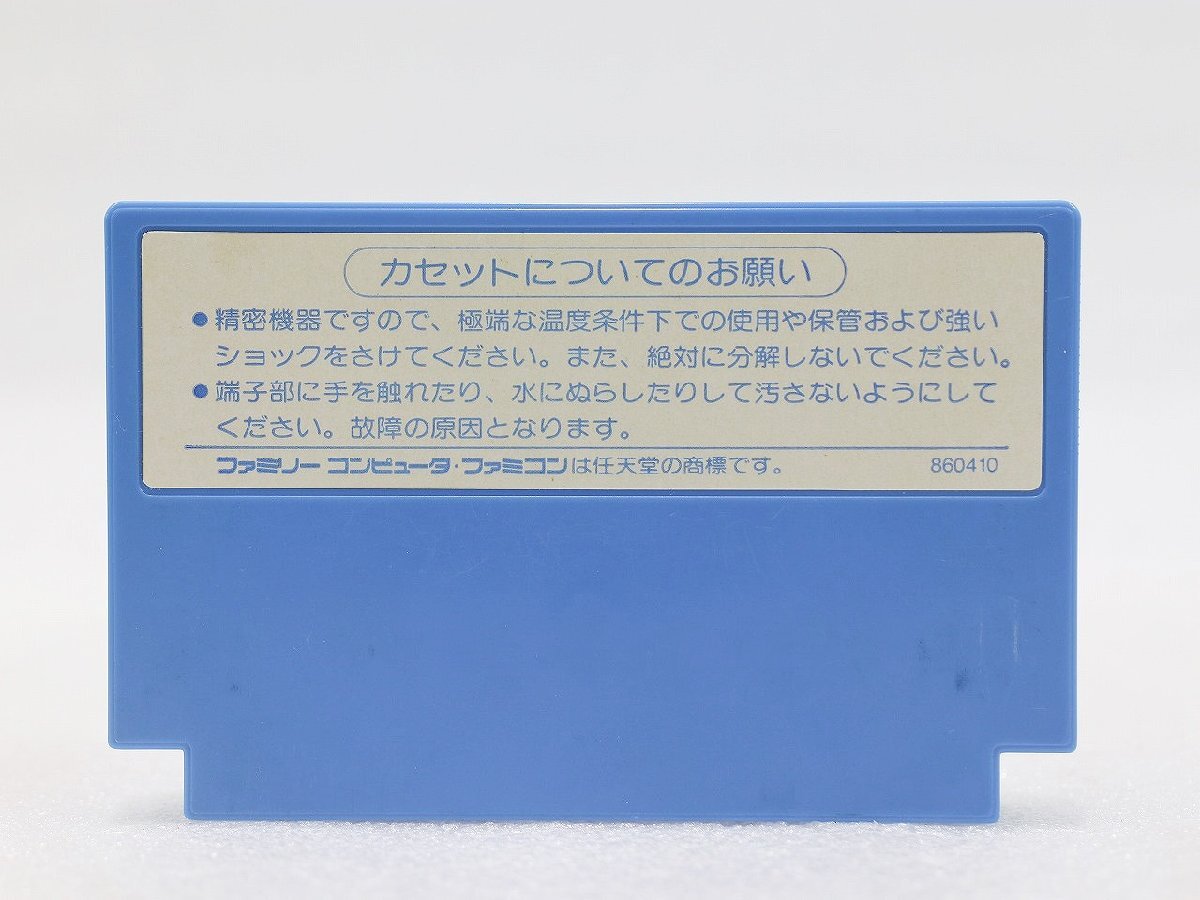 カセットについてのお願い
●精密機器ですので、極端な温度条件下での使用や保管および強い
ショックをさけてください。また、絶対に分解しないでください。
●端子部に手を触れたり、水にぬらしたりして汚さないようにして
ください。故障の原因となります。
ファミリーコンピュータ・ファミコンは任天堂の商標です。 860410